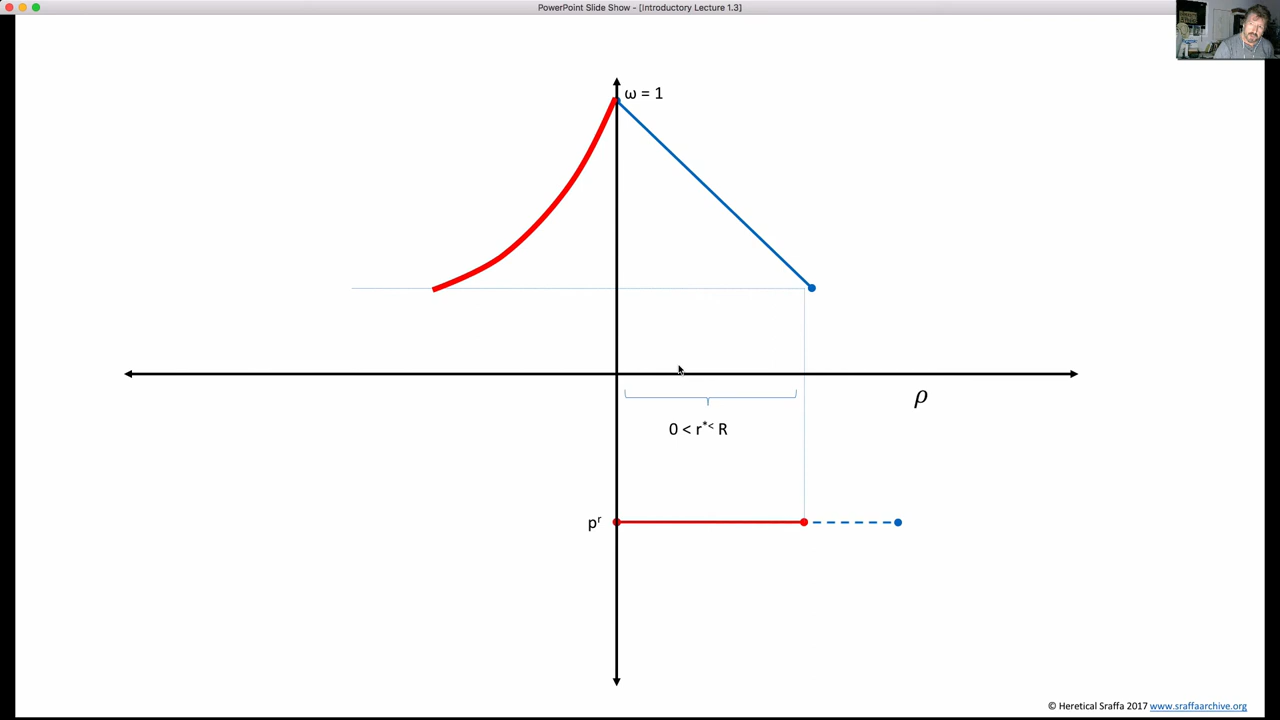 PowerPoint Slide Show - [Introductory Lecture 1.3]
ω = 1
ρ
0 < r*< R
pʳ
© Heretical Sraffa 2017 www.sraffaarchive.org